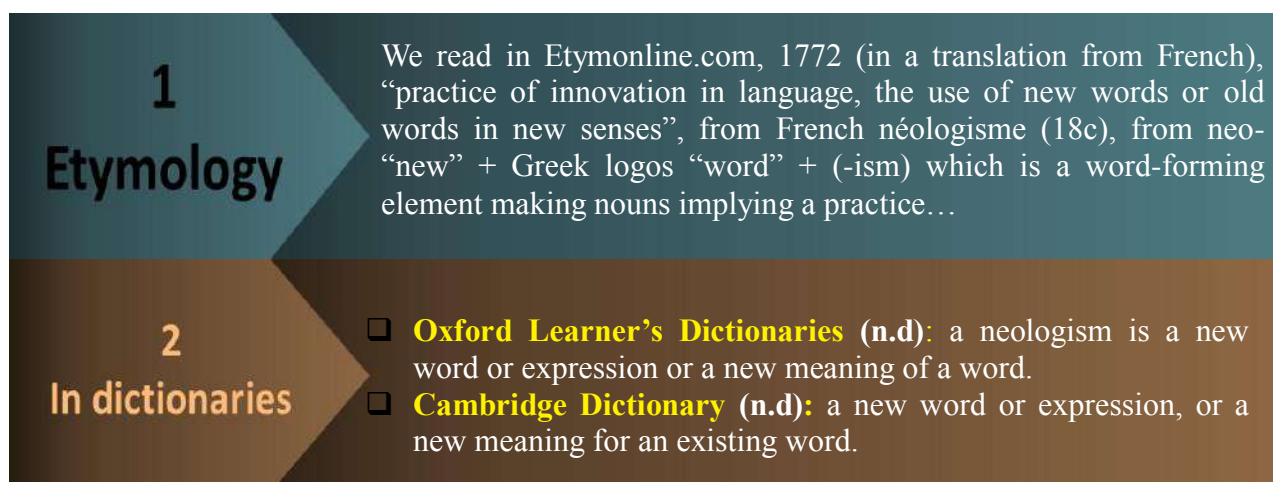 1
Etymology
We read in Etymonline.com, 1772 (in a translation from French),
“practice of innovation in language, the use of new words or old
words in new senses”, from French néologisme (18c), from neo-
“new” + Greek logos “word” + (-ism) which is a word-forming
element making nouns implying a practice…
2
In dictionaries
❑ Oxford Learner’s Dictionaries (n.d): a neologism is a new
word or expression or a new meaning of a word.
❑ Cambridge Dictionary (n.d): a new word or expression, or a
new meaning for an existing word.